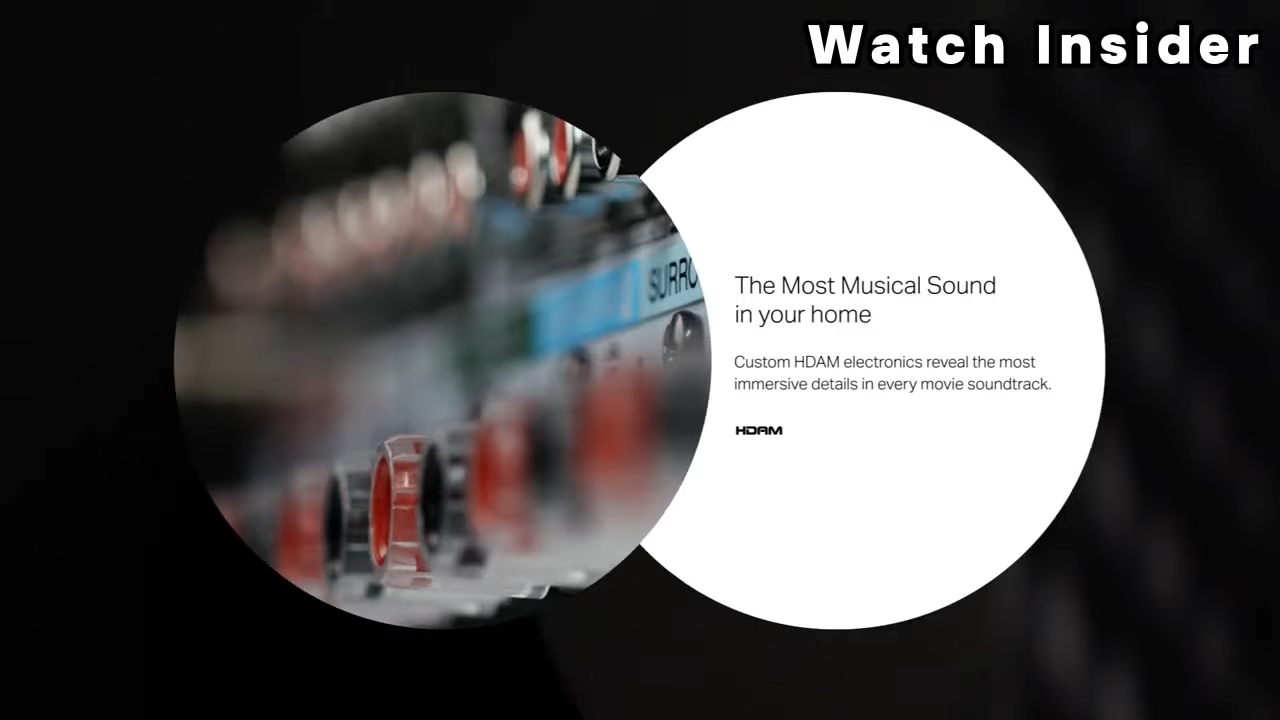 Watch Insider
SURRO
The Most Musical Sound
in your home
Custom HDAM electronics reveal the most
immersive details in every movie soundtrack.
HDAM